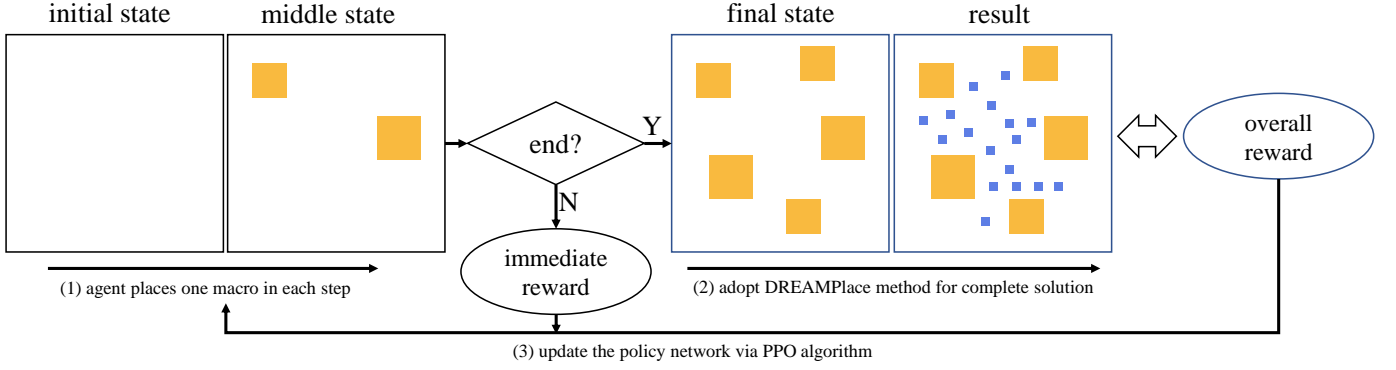 initial state
middle state
final state
result
end?
Y
N
immediate
reward
overall
reward
(1) agent places one macro in each step
(2) adopt DREAMPlace method for complete solution
(3) update the policy network via PPO algorithm